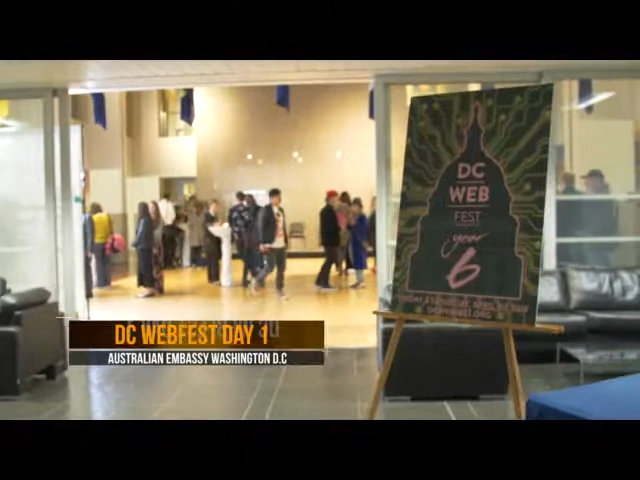 DC
WEB
FEST
year
6
DC WEBFEST DAY 1
AUSTRALIAN EMBASSY WASHINGTON D.C